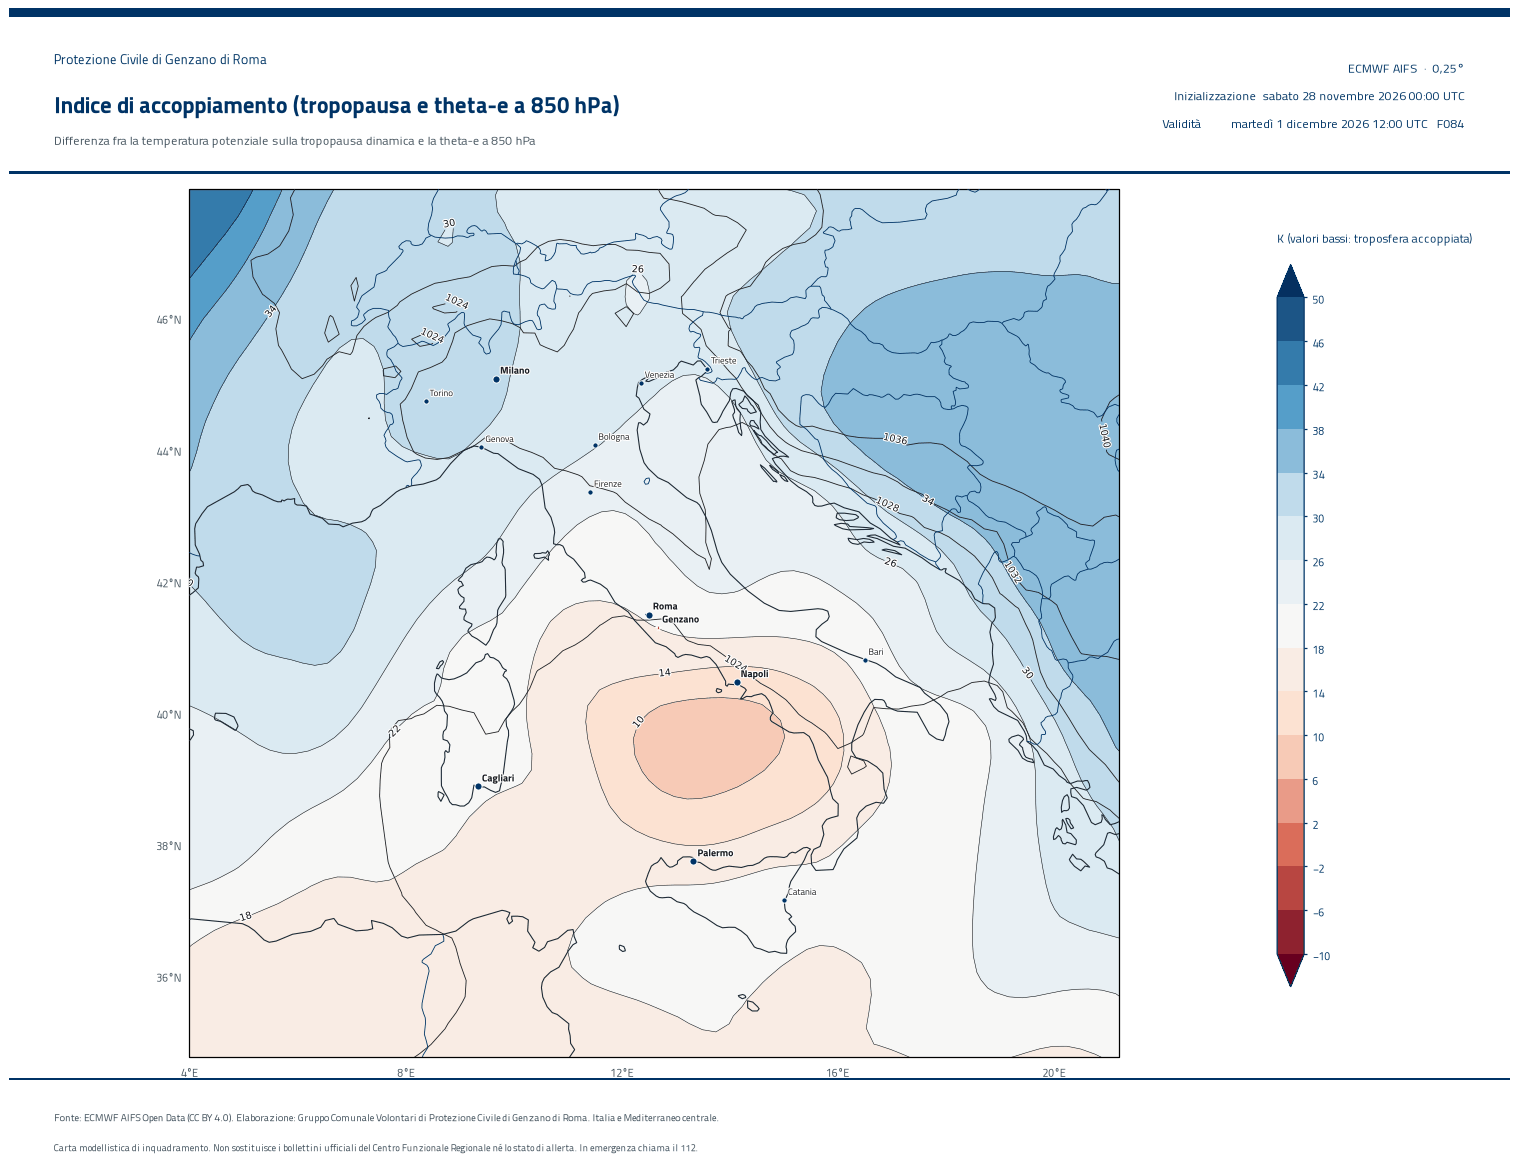 Protezione Civile di Genzano di Roma
Indice di accoppiamento (tropopausa e theta-e a 850 hPa)
Differenza fra la temperatura potenziale sulla tropopausa dinamica e la theta-e a 850 hPa
ECMWF AIFS · 0,25°
Inizializzazione sabato 28 novembre 2026 00:00 UTC
Validità martedì 1 dicembre 2026 12:00 UTC F084
K (valori bassi: troposfera accoppiata)
50
46
42
38
34
30
26
22
18
14
10
6
2
−2
−6
−10
46°N
44°N
42°N
40°N
38°N
36°N
4°E
8°E
12°E
16°E
20°E
30
26
34
1024
1024
Milano
Torino
Venezia
Trieste
Genova
Bologna
Firenze
1036
1040
1028
34
26
1032
Roma
Genzano
Bari
1024
14
Napoli
30
10
22
Cagliari
Palermo
Catania
18
Fonte: ECMWF AIFS Open Data (CC BY 4.0). Elaborazione: Gruppo Comunale Volontari di Protezione Civile di Genzano di Roma. Italia e Mediterraneo centrale.
Carta modellistica di inquadramento. Non sostituisce i bollettini ufficiali del Centro Funzionale Regionale né lo stato di allerta. In emergenza chiama il 112.